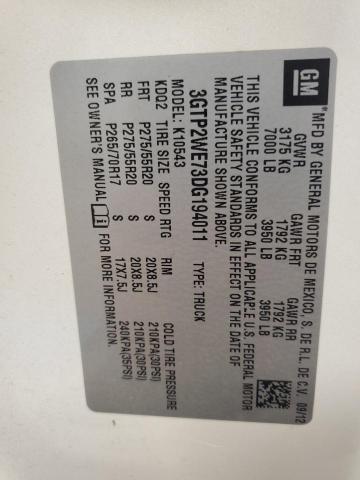 GM
MFD BY GENERAL MOTORS DE MEXICO, S. DE R.L. DE C.V. 09/12
GVWR GAWR FRT GAWR RR
3175 KG 1792 KG 1792 KG
7000 LB 3950 LB 3950 LB
THIS VEHICLE CONFORMS TO ALL APPLICABLE U.S. FEDERAL MOTOR
VEHICLE SAFETY STANDARDS IN EFFECT ON THE DATE OF
MANUFACTURE SHOWN ABOVE.
3GTP2WE73DG194011 TYPE: TRUCK
MODEL: K10543
KDQ2 TIRE SIZE SPEED RTG RIM COLD TIRE PRESSURE
FRT P275/55R20 S 20X8.5J 210KPA(30PSI)
RR P275/55R20 S 20X8.5J 210KPA(30PSI)
SPA P265/70R17 S 17X7.5J 240KPA(35PSI)
SEE OWNER'S MANUAL